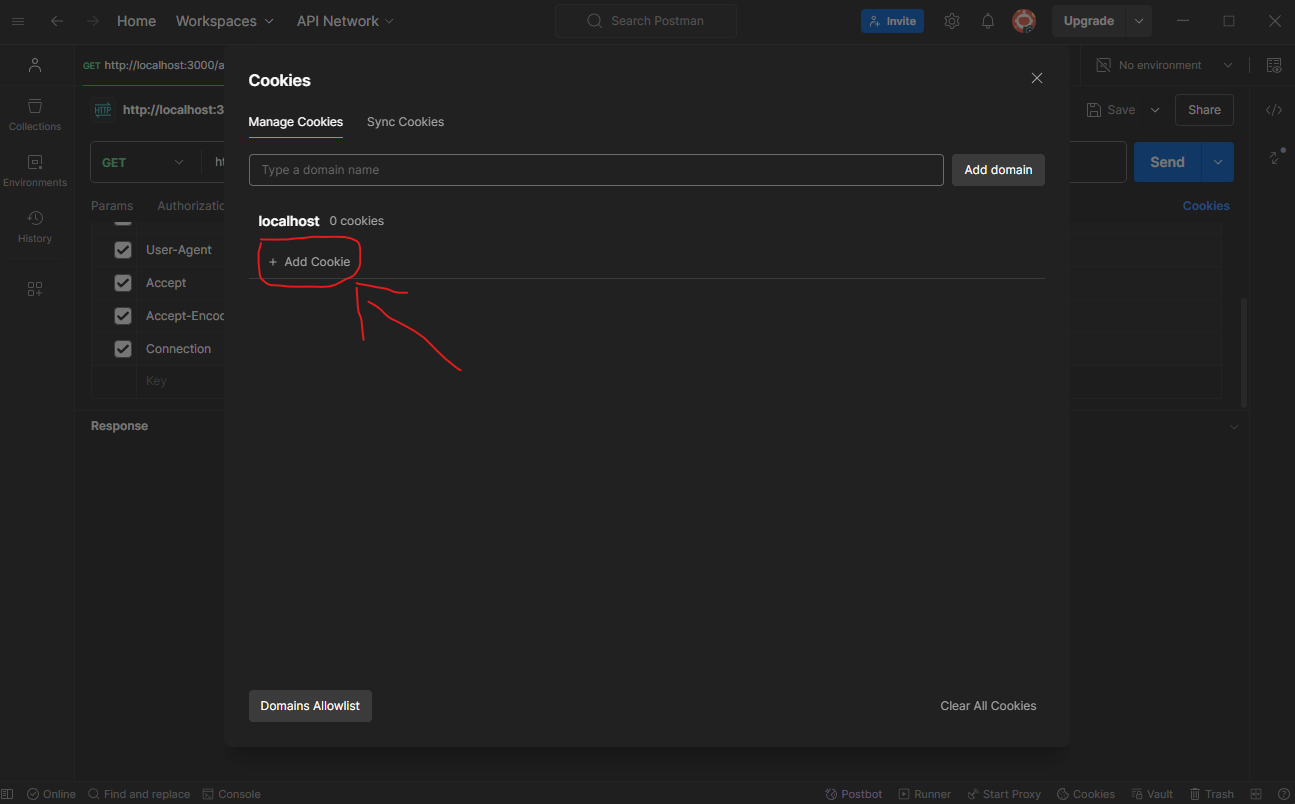 Home Workspaces API Network Search Postman Invite Upgrade
GET http://localhost:3000/a No environment
Cookies
HTTP http://localhost:3 Save Share
Collections
Manage Cookies Sync Cookies
GET ht Type a domain name Add domain Send
Environments
Params Authorizatic Cookies
localhost 0 cookies
History
User-Agent
+ Add Cookie
Accept
Accept-Encod
Connection
Key
Response
Domains Allowlist Clear All Cookies
Online Find and replace Console Postbot Runner Start Proxy Cookies Vault Trash